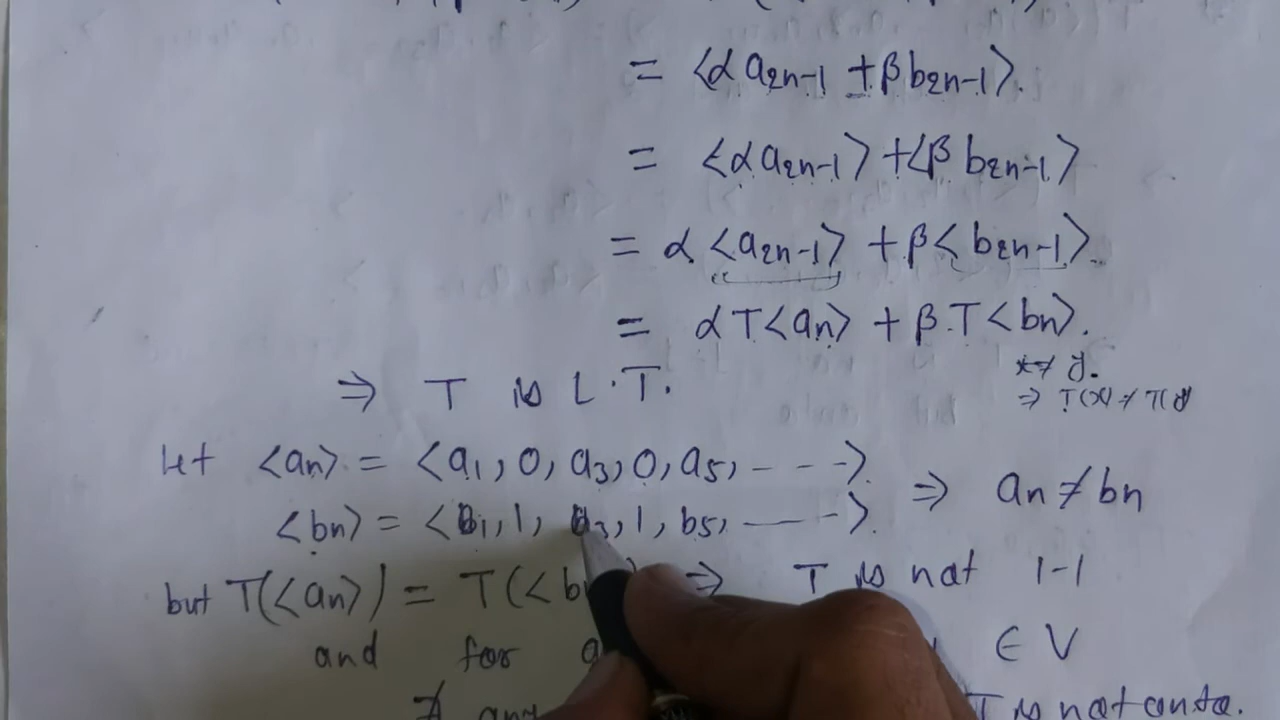 = <α a2n-1 + β b2n-1>.
= <α a2n-1> + <β b2n-1>
= α <a2n-1> + β < b2n-1>.
= α T<an> + β.T<bn>.
⇒ T is L.T.
x ≠ y.
⇒ T(x) ≠ T(y)
let <an> = <a1, 0, a3, 0, a5, - - - ->.
⇒ an ≠ bn
<bn> = < 1, 1, b5, - - ->.
but T(<an>) = T(<b ⇒ T is not 1-1
and for ∈ V
∄ any T is not onto.